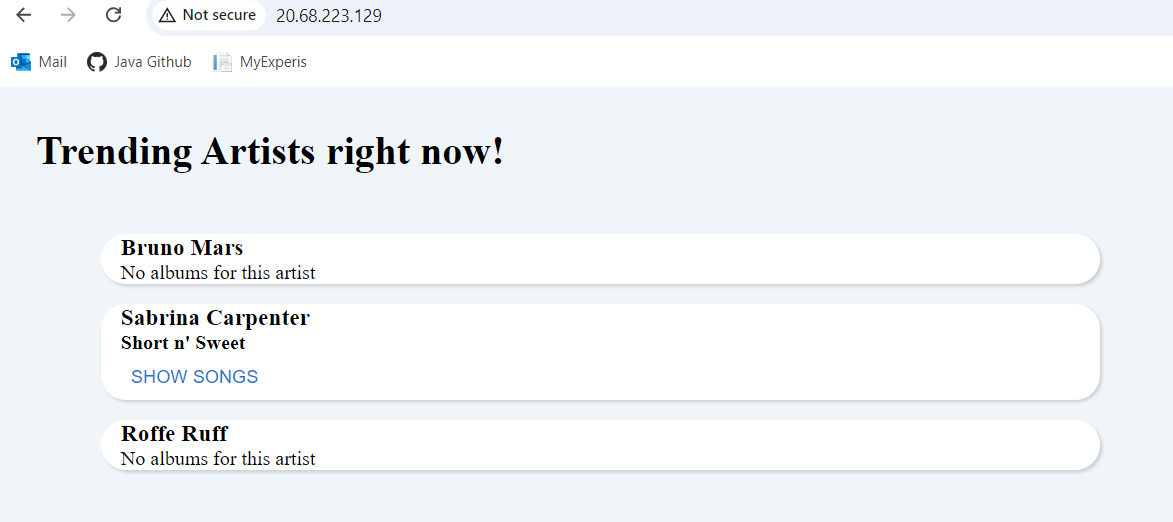 Not secure 20.68.223.129
Mail Java Github MyExperis
Trending Artists right now!
Bruno Mars
No albums for this artist
Sabrina Carpenter
Short n' Sweet
SHOW SONGS
Roffe Ruff
No albums for this artist